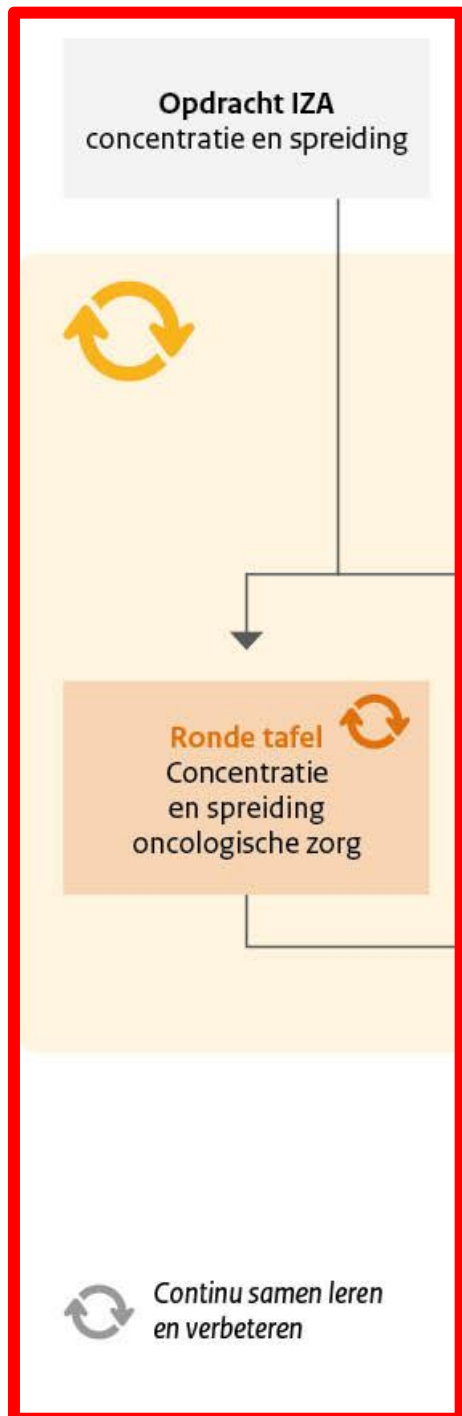 Opdracht IZA
concentratie en spreiding
Ronde tafel
Concentratie
en spreiding
oncologische zorg
Continu samen leren
en verbeteren